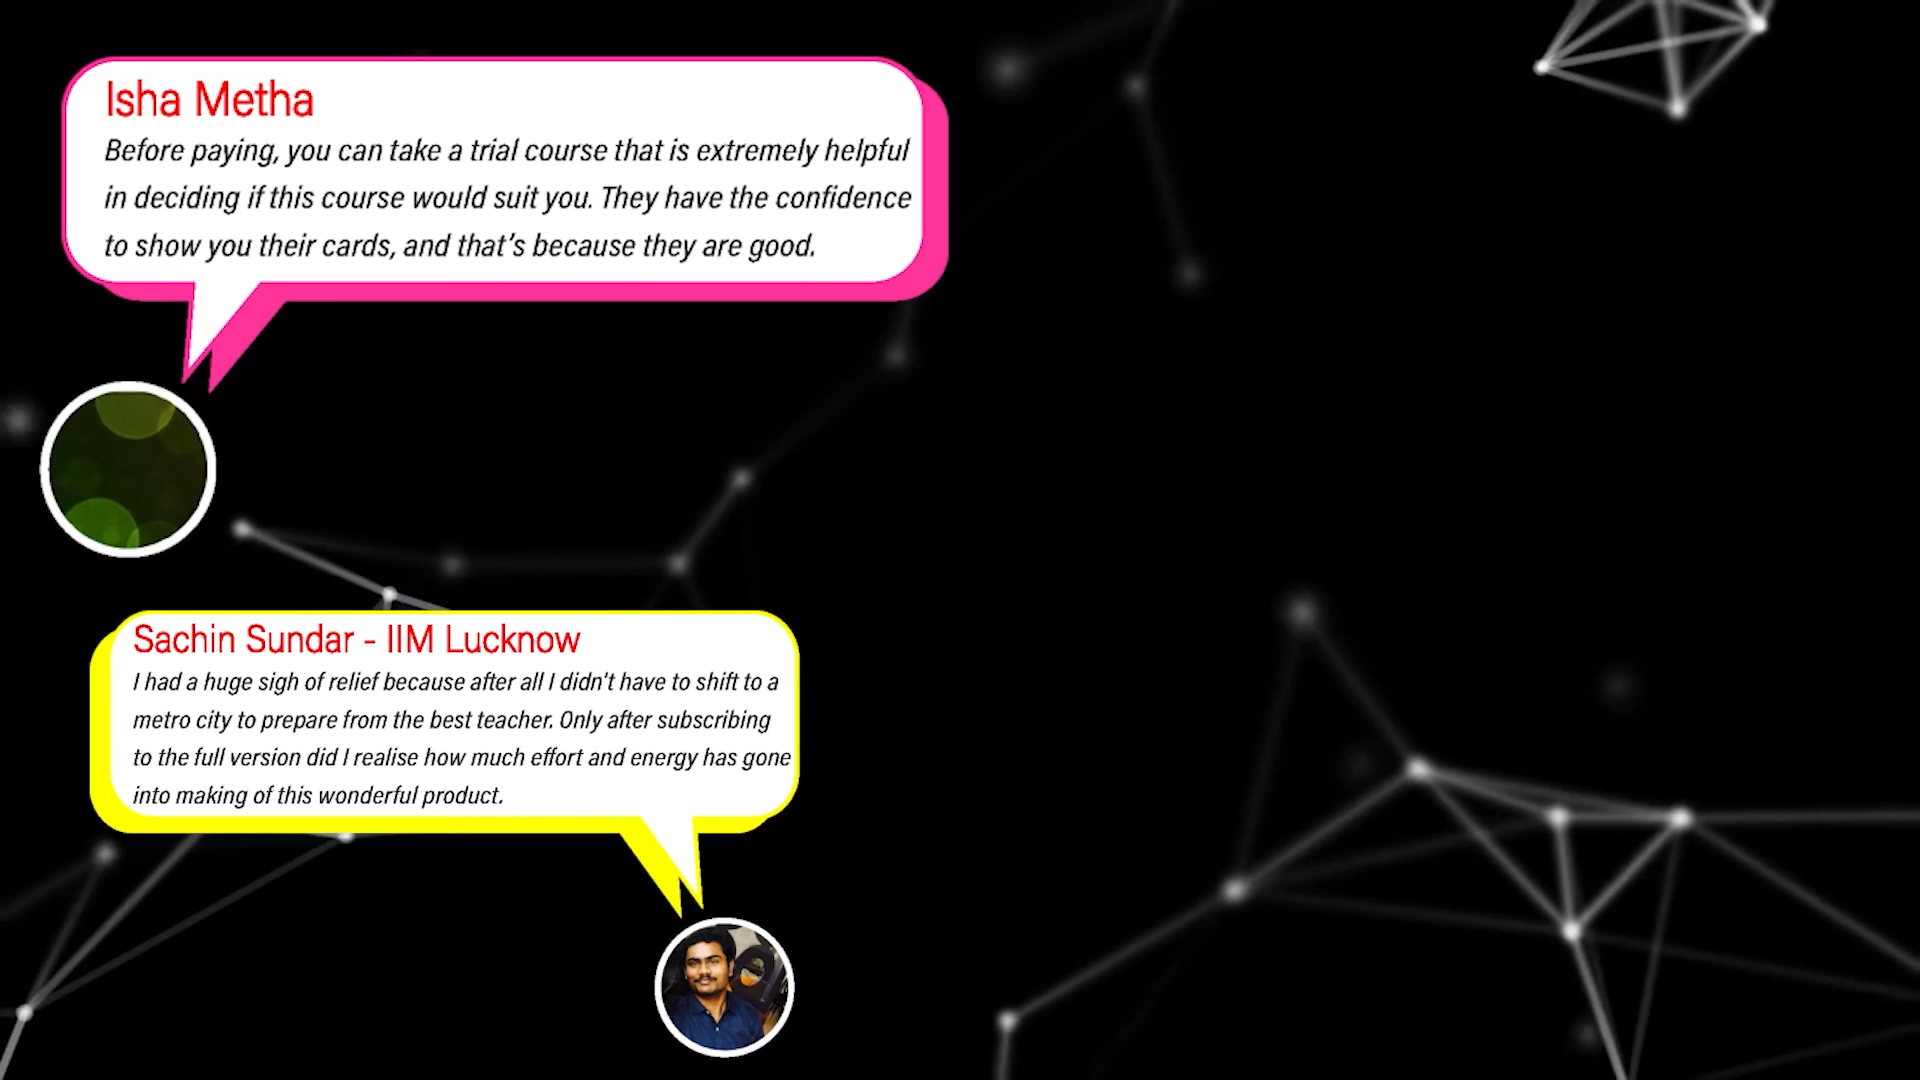 Isha Metha
Before paying, you can take a trial course that is extremely helpful
in deciding if this course would suit you. They have the confidence
to show you their cards, and that's because they are good.
Sachin Sundar - IIM Lucknow
I had a huge sigh of relief because after all I didn't have to shift to a
metro city to prepare from the best teacher. Only after subscribing
to the full version did I realise how much effort and energy has gone
into making of this wonderful product.